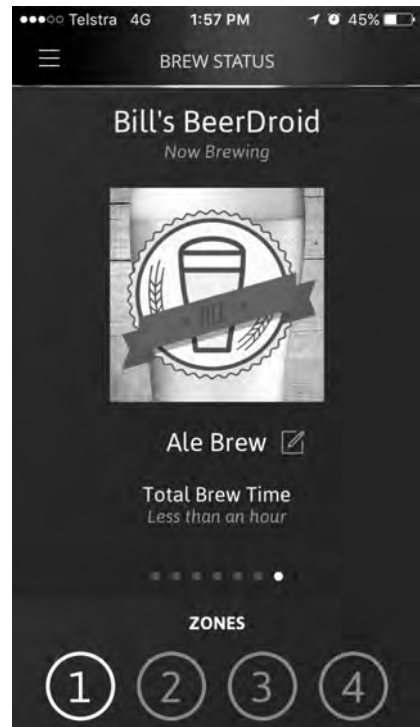 Telstra 4G 1:57 PM 45%
BREW STATUS
Bill's BeerDroid
Now Brewing
ALE
Ale Brew
Total Brew Time
Less than an hour
ZONES
1 2 3 4